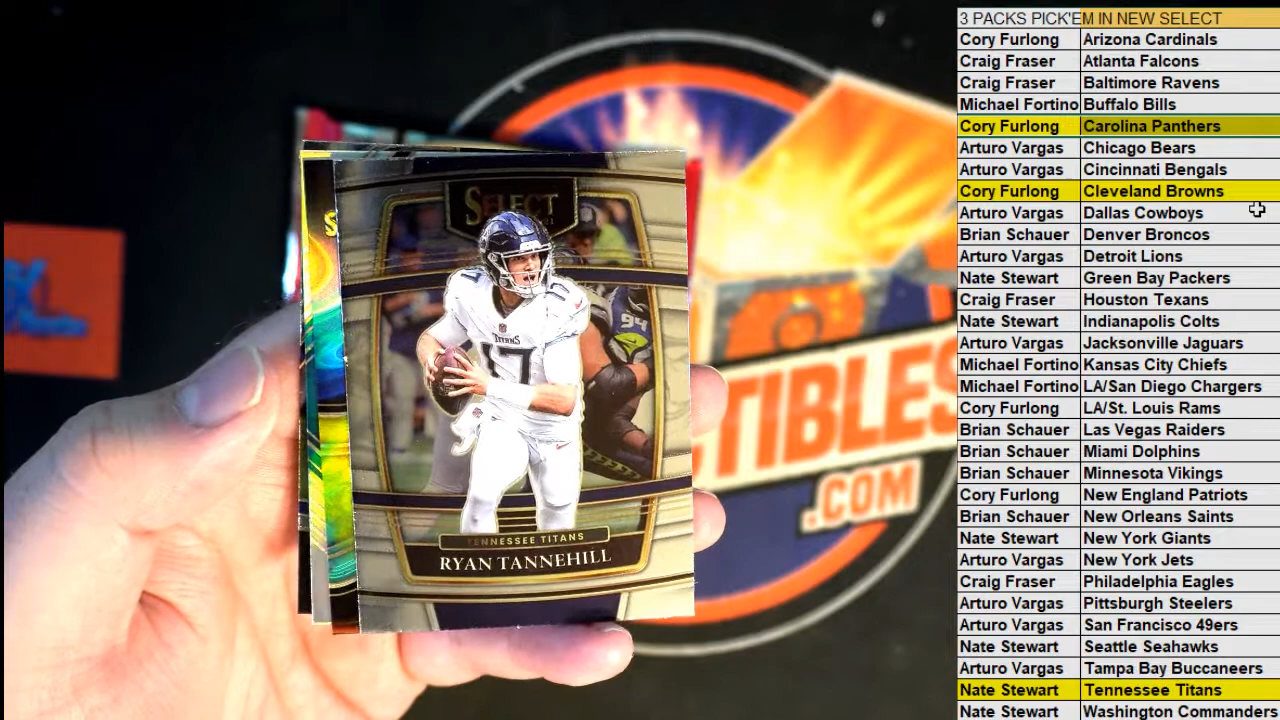 SELECT
94
17
TITANS
17
TENNESSEE TITANS
RYAN TANNEHILL
TIBLES
.COM
3 PACKS PICK'EM IN NEW SELECT
Cory Furlong Arizona Cardinals
Craig Fraser Atlanta Falcons
Craig Fraser Baltimore Ravens
Michael Fortino Buffalo Bills
Cory Furlong Carolina Panthers
Arturo Vargas Chicago Bears
Arturo Vargas Cincinnati Bengals
Cory Furlong Cleveland Browns
Arturo Vargas Dallas Cowboys
Brian Schauer Denver Broncos
Arturo Vargas Detroit Lions
Nate Stewart Green Bay Packers
Craig Fraser Houston Texans
Nate Stewart Indianapolis Colts
Arturo Vargas Jacksonville Jaguars
Michael Fortino Kansas City Chiefs
Michael Fortino LA/San Diego Chargers
Cory Furlong LA/St. Louis Rams
Brian Schauer Las Vegas Raiders
Brian Schauer Miami Dolphins
Brian Schauer Minnesota Vikings
Cory Furlong New England Patriots
Brian Schauer New Orleans Saints
Nate Stewart New York Giants
Arturo Vargas New York Jets
Craig Fraser Philadelphia Eagles
Arturo Vargas Pittsburgh Steelers
Arturo Vargas San Francisco 49ers
Nate Stewart Seattle Seahawks
Arturo Vargas Tampa Bay Buccaneers
Nate Stewart Tennessee Titans
Nate Stewart Washington Commanders